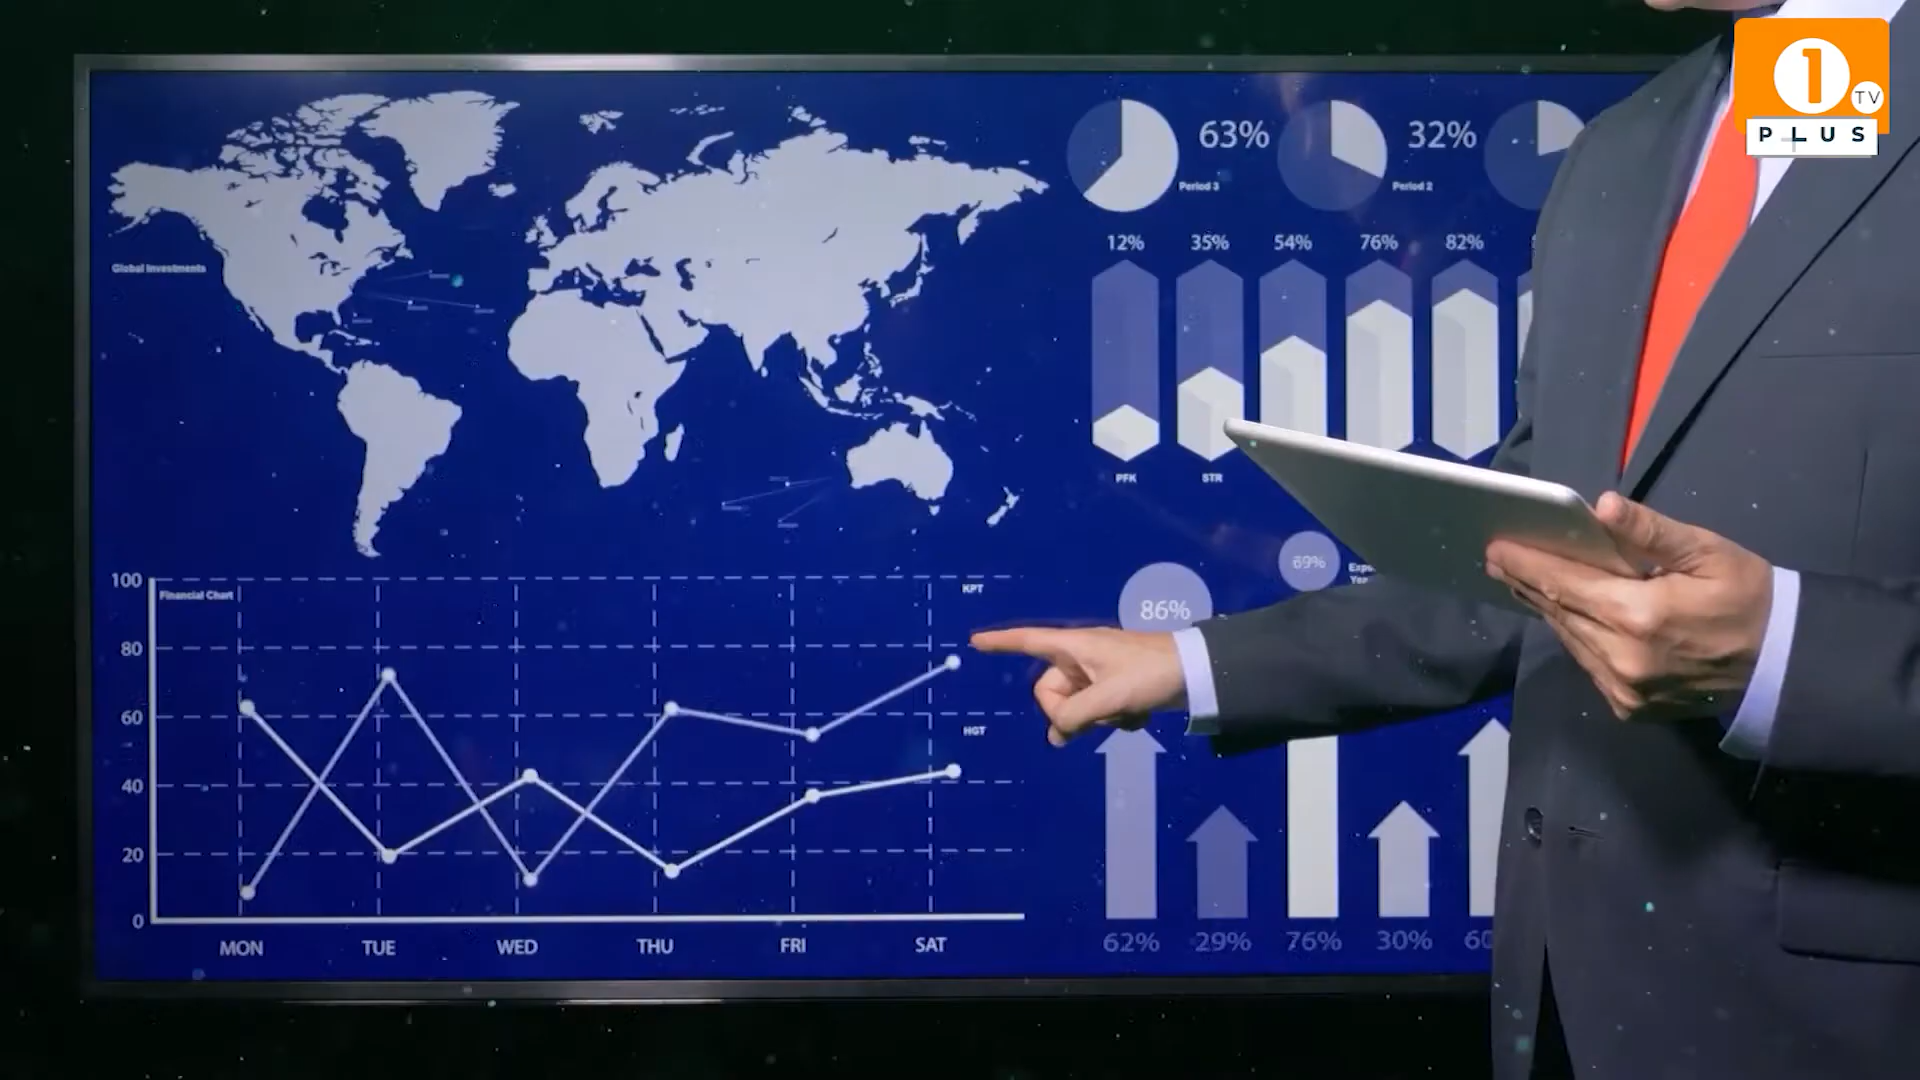 1
TV
PLUS
63%
Period 3
32%
Period 2
12% 35% 54% 76% 82%
Global Investments
PFK STR
69%
86%
100
Financial Chart
KPT
80
60
HGT
40
20
0
MON TUE WED THU FRI SAT
62% 29% 76% 30%